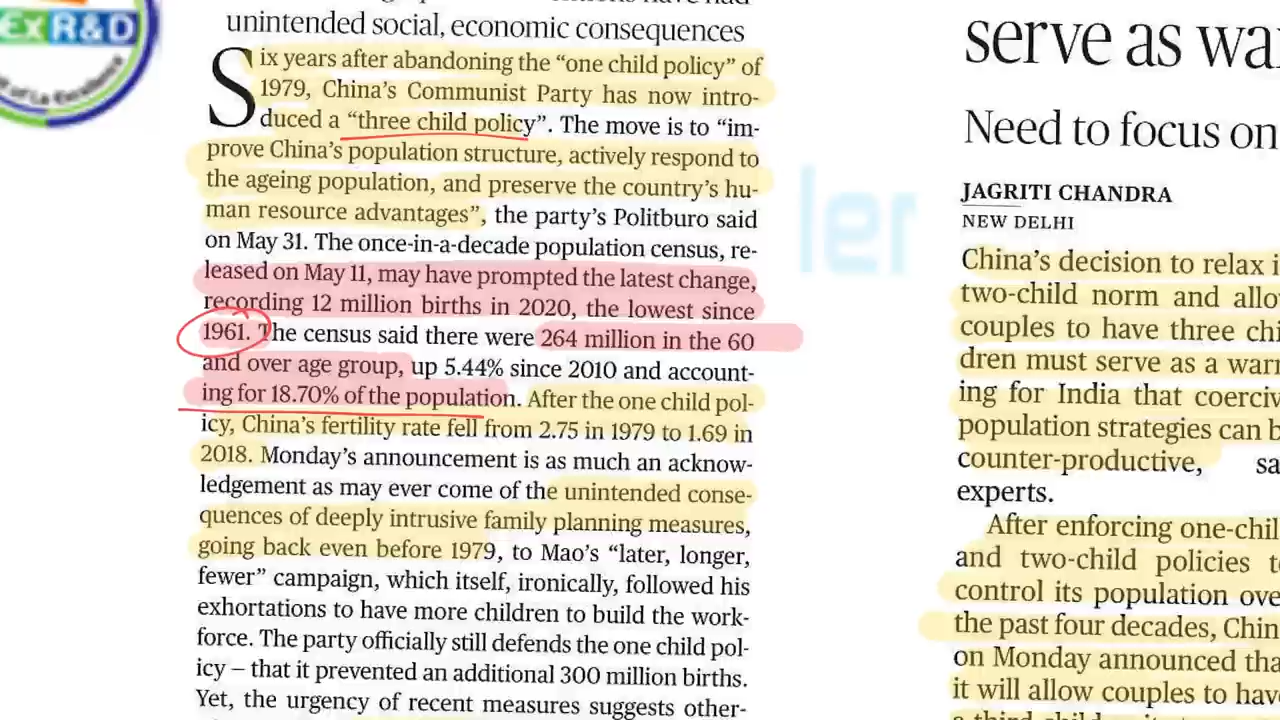 Ex R&D
of La Excellence
unintended social, economic consequences
Six years after abandoning the “one child policy” of
1979, China’s Communist Party has now intro-
duced a “three child policy”. The move is to “im-
prove China’s population structure, actively respond to
the ageing population, and preserve the country’s hu-
man resource advantages”, the party’s Politburo said
on May 31. The once-in-a-decade population census, re-
leased on May 11, may have prompted the latest change,
recording 12 million births in 2020, the lowest since
1961. The census said there were 264 million in the 60
and over age group, up 5.44% since 2010 and account-
ing for 18.70% of the population. After the one child pol-
icy, China’s fertility rate fell from 2.75 in 1979 to 1.69 in
2018. Monday’s announcement is as much an acknow-
ledgement as may ever come of the unintended conse-
quences of deeply intrusive family planning measures,
going back even before 1979, to Mao’s “later, longer,
fewer” campaign, which itself, ironically, followed his
exhortations to have more children to build the work-
force. The party officially still defends the one child pol-
icy – that it prevented an additional 300 million births.
Yet, the urgency of recent measures suggests other-
ler
serve as
Need to focus on
JAGRITI CHANDRA
NEW DELHI
China’s decision to relax
two-child norm and allo
couples to have three chi
dren must serve as a warn
ing for India that coerciv
population strategies can b
counter-productive, sa
experts.
After enforcing one-chil
and two-child policies t
control its population ove
the past four decades, Chin
on Monday announced tha
it will allow couples to hav
a third child